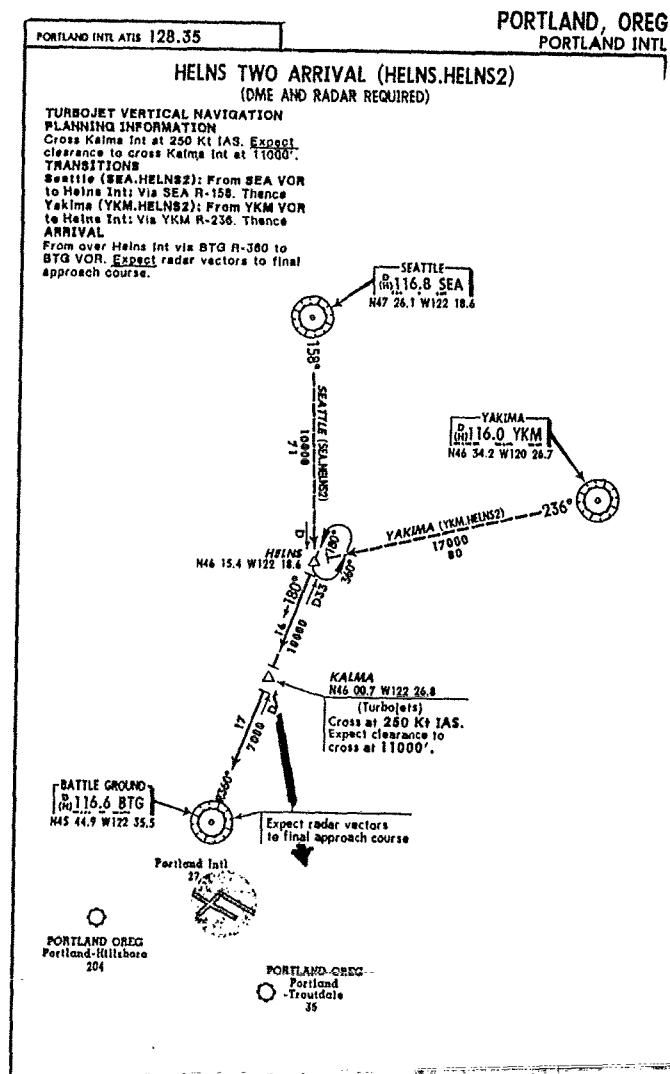 PORTLAND, OREG
PORTLAND INTL
PORTLAND INTL ATIS 128.35
HELNS TWO ARRIVAL (HELNS.HELNS2)
(DME AND RADAR REQUIRED)
TURBOJET VERTICAL NAVIGATION
PLANNING INFORMATION
Cross Kalma Int at 250 Kt IAS. Expect
clearance to cross Kalma Int at 11000'.
TRANSITIONS
Seattle (SEA.HELNS2): From SEA VOR
to Helns Int: Via SEA R-158. Thence
Yakima (YKM.HELNS2): From YKM VOR
to Helns Int: Via YKM R-236. Thence
ARRIVAL
From over Helns Int via BTG R-360 to
BTG VOR. Expect radar vectors to final
approach course.
SEATTLE
D
(H) 116.8 SEA
N47 26.1 W122 18.6
158°
SEATTLE (SEA.HELNS2)
10000
71
YAKIMA
D
(H) 116.0 YKM
N46 34.2 W120 26.7
236°
YAKIMA (YKM.HELNS2)
17000
80
D
HELNS
N46 15.4 W122 18.6
180°
360°
D33
16 180°
10000
KALMA
N46 00.7 W122 26.8
(Turbojets)
Cross at 250 Kt IAS.
Expect clearance to
cross at 11000'.
D
17
7000
360°
BATTLE GROUND
D
(H) 116.6 BTG
N45 44.9 W122 35.5
Expect radar vectors
to final approach course
Portland Intl
27
PORTLAND OREG
Portland-Hillsboro
204
PORTLAND OREG
Portland
-Troutdale
35